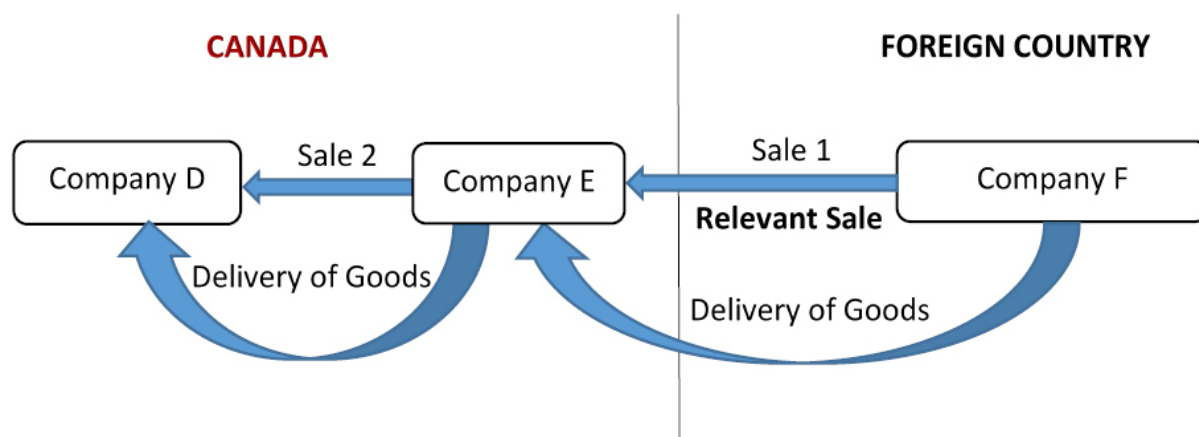 CANADA
FOREIGN COUNTRY
Company D
Sale 2
Company E
Sale 1
Company F
Relevant Sale
Delivery of Goods
Delivery of Goods